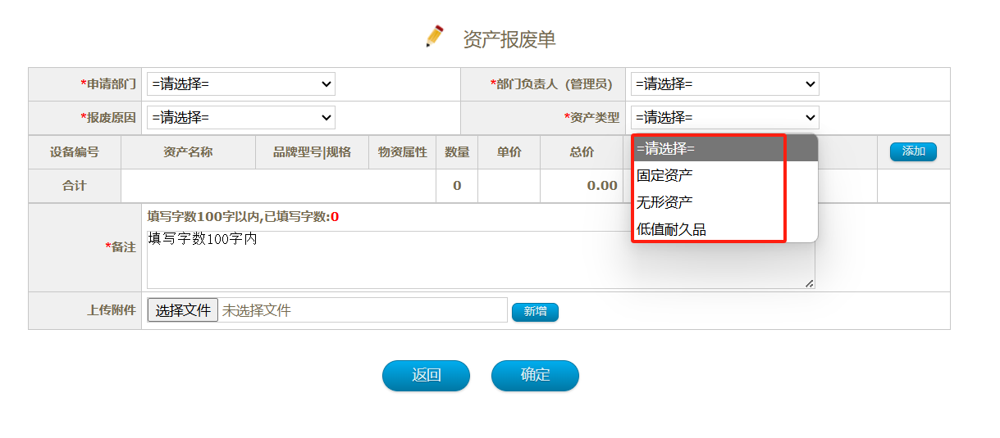 资产报废单
*申请部门 =请选择= *部门负责人（管理员） =请选择=
*报废原因 =请选择= *资产类型 =请选择=
设备编号 资产名称 品牌型号|规格 物资属性 数量 单价 总价 =请选择= 添加
固定资产
合计 0 0.00
无形资产
填写字数100字以内,已填写字数:0
低值耐久品
*备注 填写字数100字内
上传附件 选择文件 未选择文件 新增
返回 确定